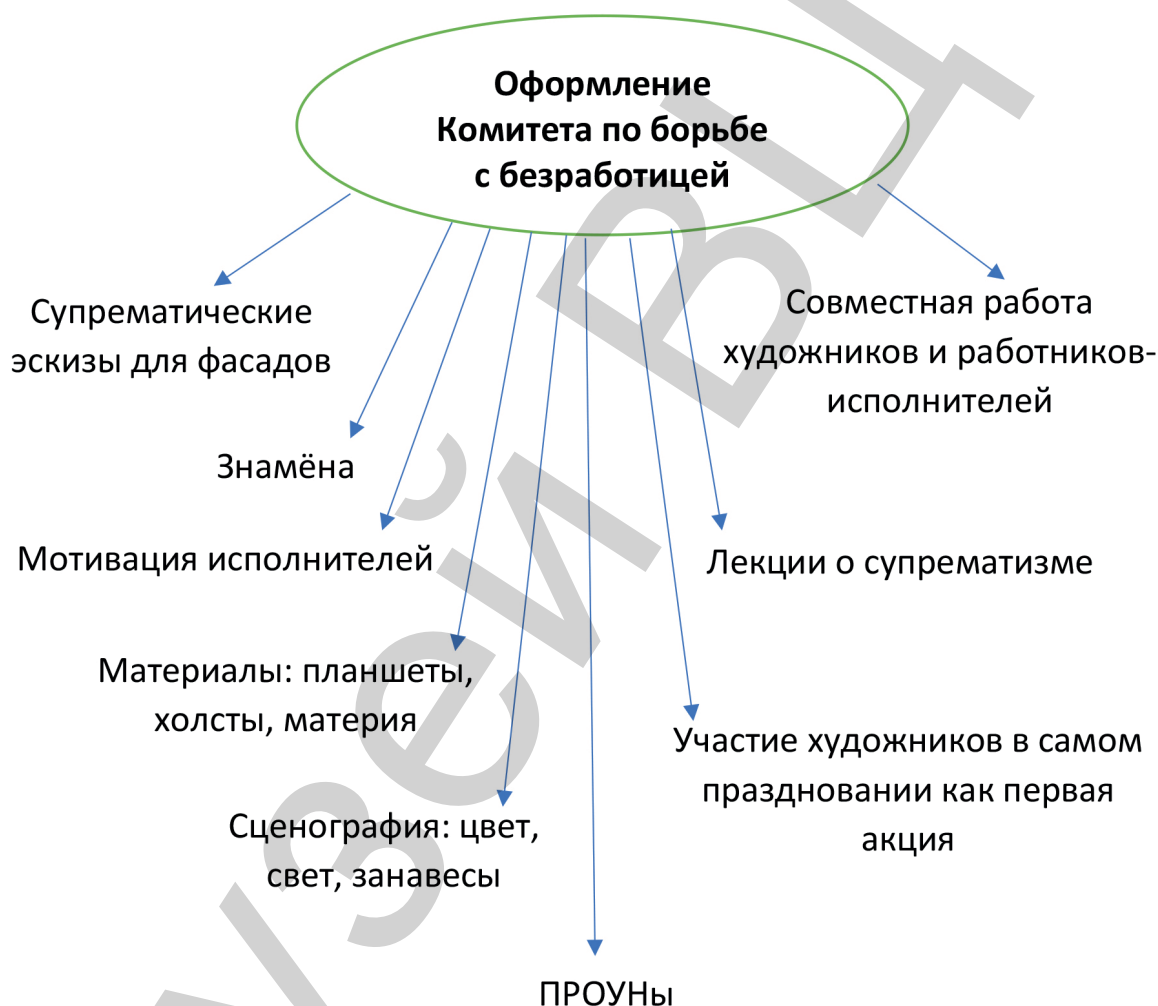 Оформление
Комитета по борьбе
с безработицей
Супрематические
эскизы для фасадов
Совместная работа
художников и работников-
исполнителей
Знамёна
Мотивация исполнителей
Лекции о супрематизме
Материалы: планшеты,
холсты, материя
Участие художников в самом
праздновании как первая
акция
Сценография: цвет,
свет, занавесы
ПРОУНы